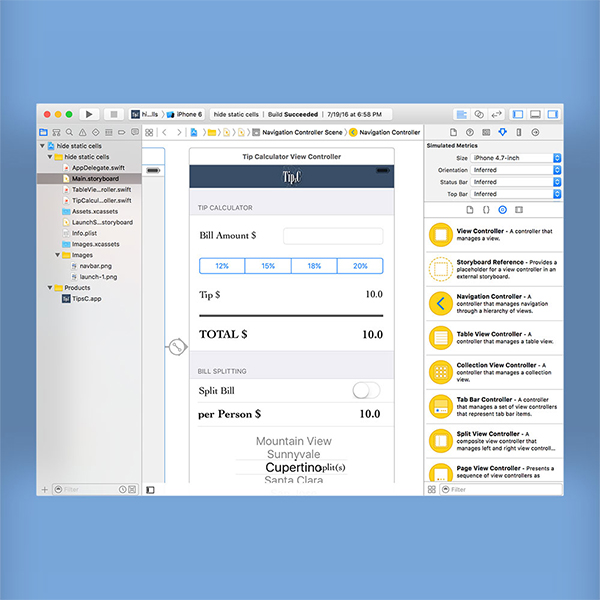 hi...lls
iPhone 6
hide static cells
Build Succeeded
7/19/16 at 6:58 PM
hide static cells
hide static cells
AppDelegate.swift
Main.storyboard
TableVie...roller.swift
TipCalcu...oller.swift
Assets.xcassets
LaunchS...storyboard
Info.plist
Images.xcassets
Images
navbar.png
launch-1.png
Products
TipsC.app
Filter
Navigation Controller Scene
Navigation Controller
Tip Calculator View Controller
Tip.C
TIP CALCULATOR
Bill Amount $
12% 15% 18% 20%
Tip $ 10.0
TOTAL $ 10.0
BILL SPLITTING
Split Bill
per Person $ 10.0
Mountain View
Sunnyvale
Cupertino split(s)
Santa Clara
Simulated Metrics
Size iPhone 4.7-inch
Orientation Inferred
Status Bar Inferred
Top Bar Inferred
View Controller - A controller that
manages a view.
Storyboard Reference - Provides a
placeholder for a view controller in an
external storyboard.
Navigation Controller - A
controller that manages navigation
through a hierarchy of views.
Table View Controller - A
controller that manages a table view.
Collection View Controller - A
controller that manages a collection
view.
Tab Bar Controller - A controller
that manages a set of view controllers
that represent tab bar items.
Split View Controller - A
composite view controller that
manages left and right view controll...
Page View Controller - Presents a
sequence of view controllers as
Filter